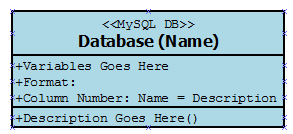 <<MySQL DB>>
Database (Name)
+Variables Goes Here
+Format:
+Column Number: Name = Description
+Description Goes Here()